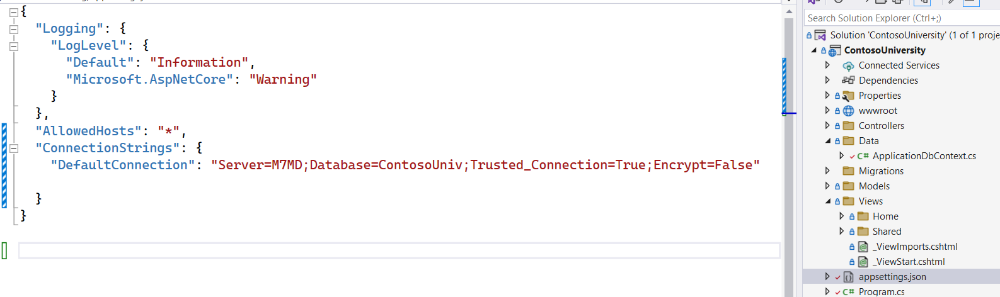 {
"Logging": {
"LogLevel": {
"Default": "Information",
"Microsoft.AspNetCore": "Warning"
}
},
"AllowedHosts": "*",
"ConnectionStrings": {
"DefaultConnection": "Server=M7MD;Database=ContosoUniv;Trusted_Connection=True;Encrypt=False"
}
}
Search Solution Explorer (Ctrl+;)
Solution 'ContosoUniversity' (1 of 1 proje
ContosoUniversity
Connected Services
Dependencies
Properties
wwwroot
Controllers
Data
C# ApplicationDbContext.cs
Migrations
Models
Views
Home
Shared
_ViewImports.cshtml
_ViewStart.cshtml
appsettings.json
C# Program.cs